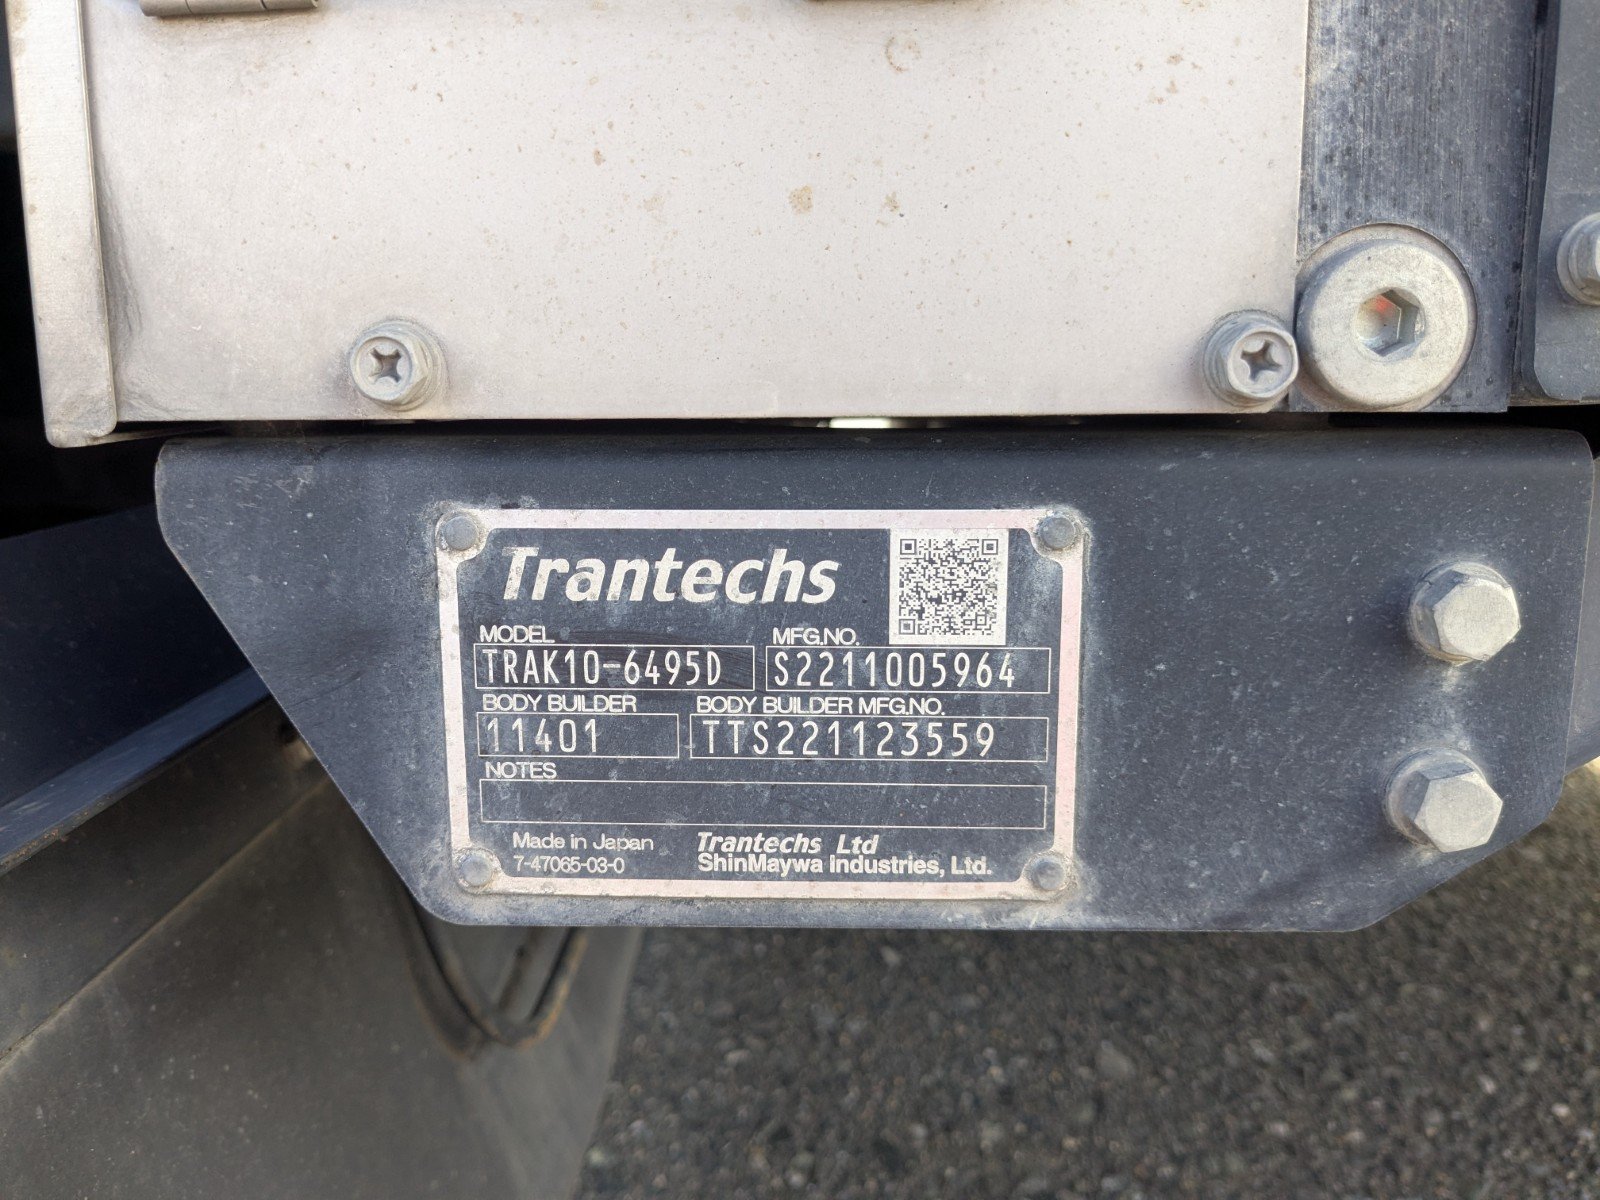 Trantechs
MODEL MFG.NO.
TRAK10-6495D S2211005964
BODY BUILDER BODY BUILDER MFG.NO.
11401 TTS221123559
NOTES
Made in Japan Trantechs Ltd
7-47065-03-0 ShinMaywa Industries, Ltd.